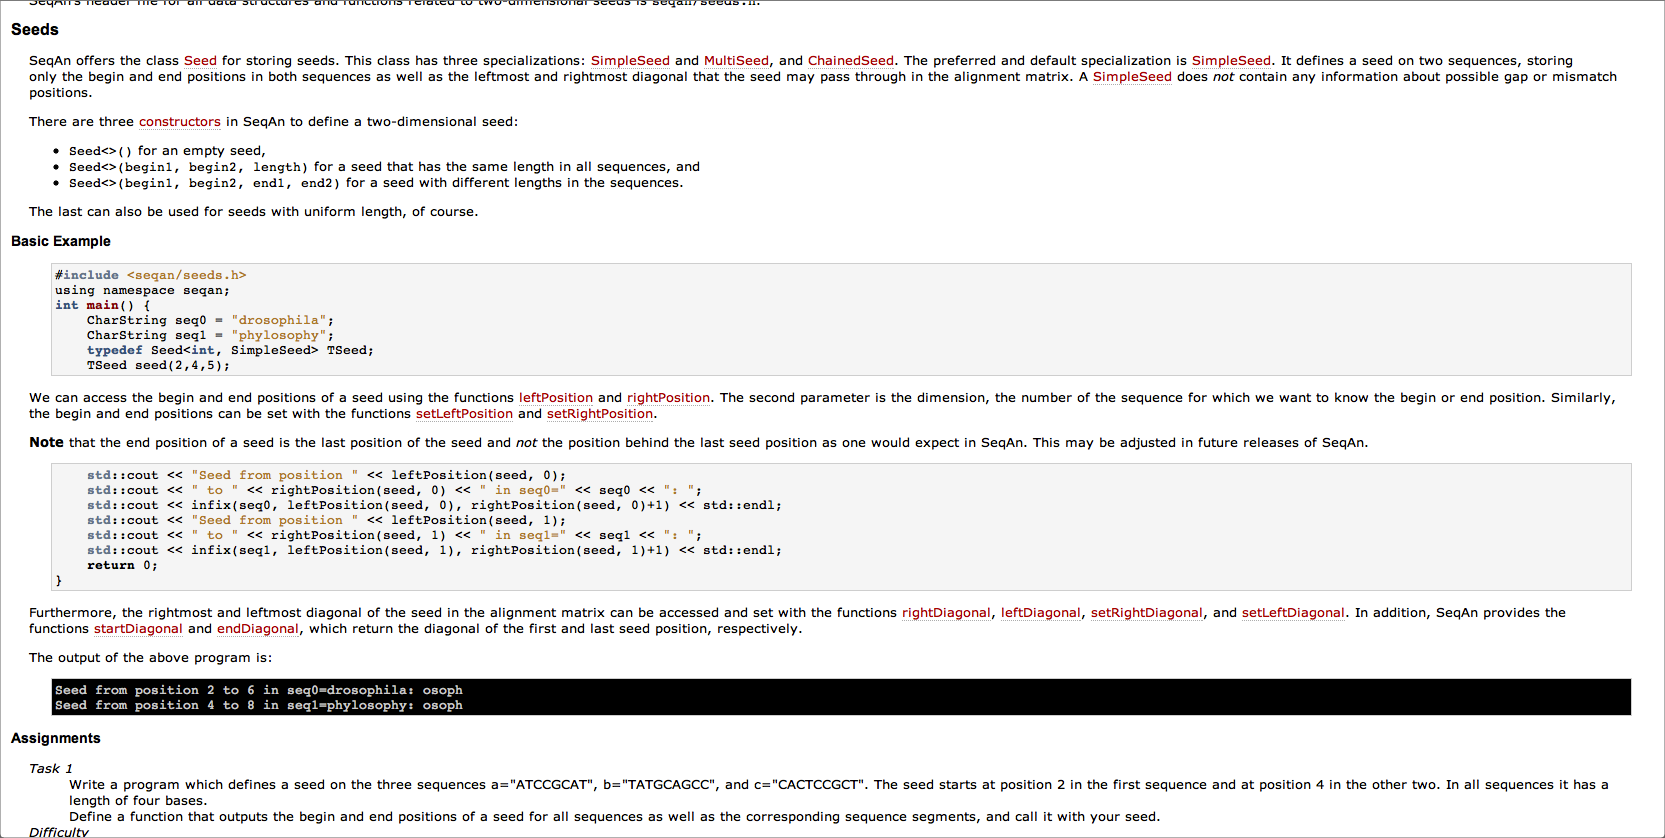 SeqAn's header file for all data structures and functions related to two-dimensional seeds is seqan/seeds.h.
Seeds
SeqAn offers the class Seed for storing seeds. This class has three specializations: SimpleSeed and MultiSeed, and ChainedSeed. The preferred and default specialization is SimpleSeed. It defines a seed on two sequences, storing
only the begin and end positions in both sequences as well as the leftmost and rightmost diagonal that the seed may pass through in the alignment matrix. A SimpleSeed does not contain any information about possible gap or mismatch
positions.
There are three constructors in SeqAn to define a two-dimensional seed:
• Seed<>() for an empty seed,
• Seed<>(begin1, begin2, length) for a seed that has the same length in all sequences, and
• Seed<>(begin1, begin2, end1, end2) for a seed with different lengths in the sequences.
The last can also be used for seeds with uniform length, of course.
Basic Example
#include <seqan/seeds.h>
using namespace seqan;
int main() {
    CharString seq0 = "drosophila";
    CharString seq1 = "phylosophy";
    typedef Seed<int, SimpleSeed> TSeed;
    TSeed seed(2,4,5);
We can access the begin and end positions of a seed using the functions leftPosition and rightPosition. The second parameter is the dimension, the number of the sequence for which we want to know the begin or end position. Similarly,
the begin and end positions can be set with the functions setLeftPosition and setRightPosition.
Note that the end position of a seed is the last position of the seed and not the position behind the last seed position as one would expect in SeqAn. This may be adjusted in future releases of SeqAn.
    std::cout << "Seed from position " << leftPosition(seed, 0);
    std::cout << " to " << rightPosition(seed, 0) << " in seq0=" << seq0 << ": ";
    std::cout << infix(seq0, leftPosition(seed, 0), rightPosition(seed, 0)+1) << std::endl;
    std::cout << "Seed from position " << leftPosition(seed, 1);
    std::cout << " to " << rightPosition(seed, 1) << " in seq1=" << seq1 << ": ";
    std::cout << infix(seq1, leftPosition(seed, 1), rightPosition(seed, 1)+1) << std::endl;
    return 0;
}
Furthermore, the rightmost and leftmost diagonal of the seed in the alignment matrix can be accessed and set with the functions rightDiagonal, leftDiagonal, setRightDiagonal, and setLeftDiagonal. In addition, SeqAn provides the
functions startDiagonal and endDiagonal, which return the diagonal of the first and last seed position, respectively.
The output of the above program is:
Seed from position 2 to 6 in seq0=drosophila: osoph
Seed from position 4 to 8 in seq1=phylosophy: osoph
Assignments
Task 1
Write a program which defines a seed on the three sequences a="ATCCGCAT", b="TATGCAGCC", and c="CACTCCGCT". The seed starts at position 2 in the first sequence and at position 4 in the other two. In all sequences it has a
length of four bases.
Define a function that outputs the begin and end positions of a seed for all sequences as well as the corresponding sequence segments, and call it with your seed.
Difficulty